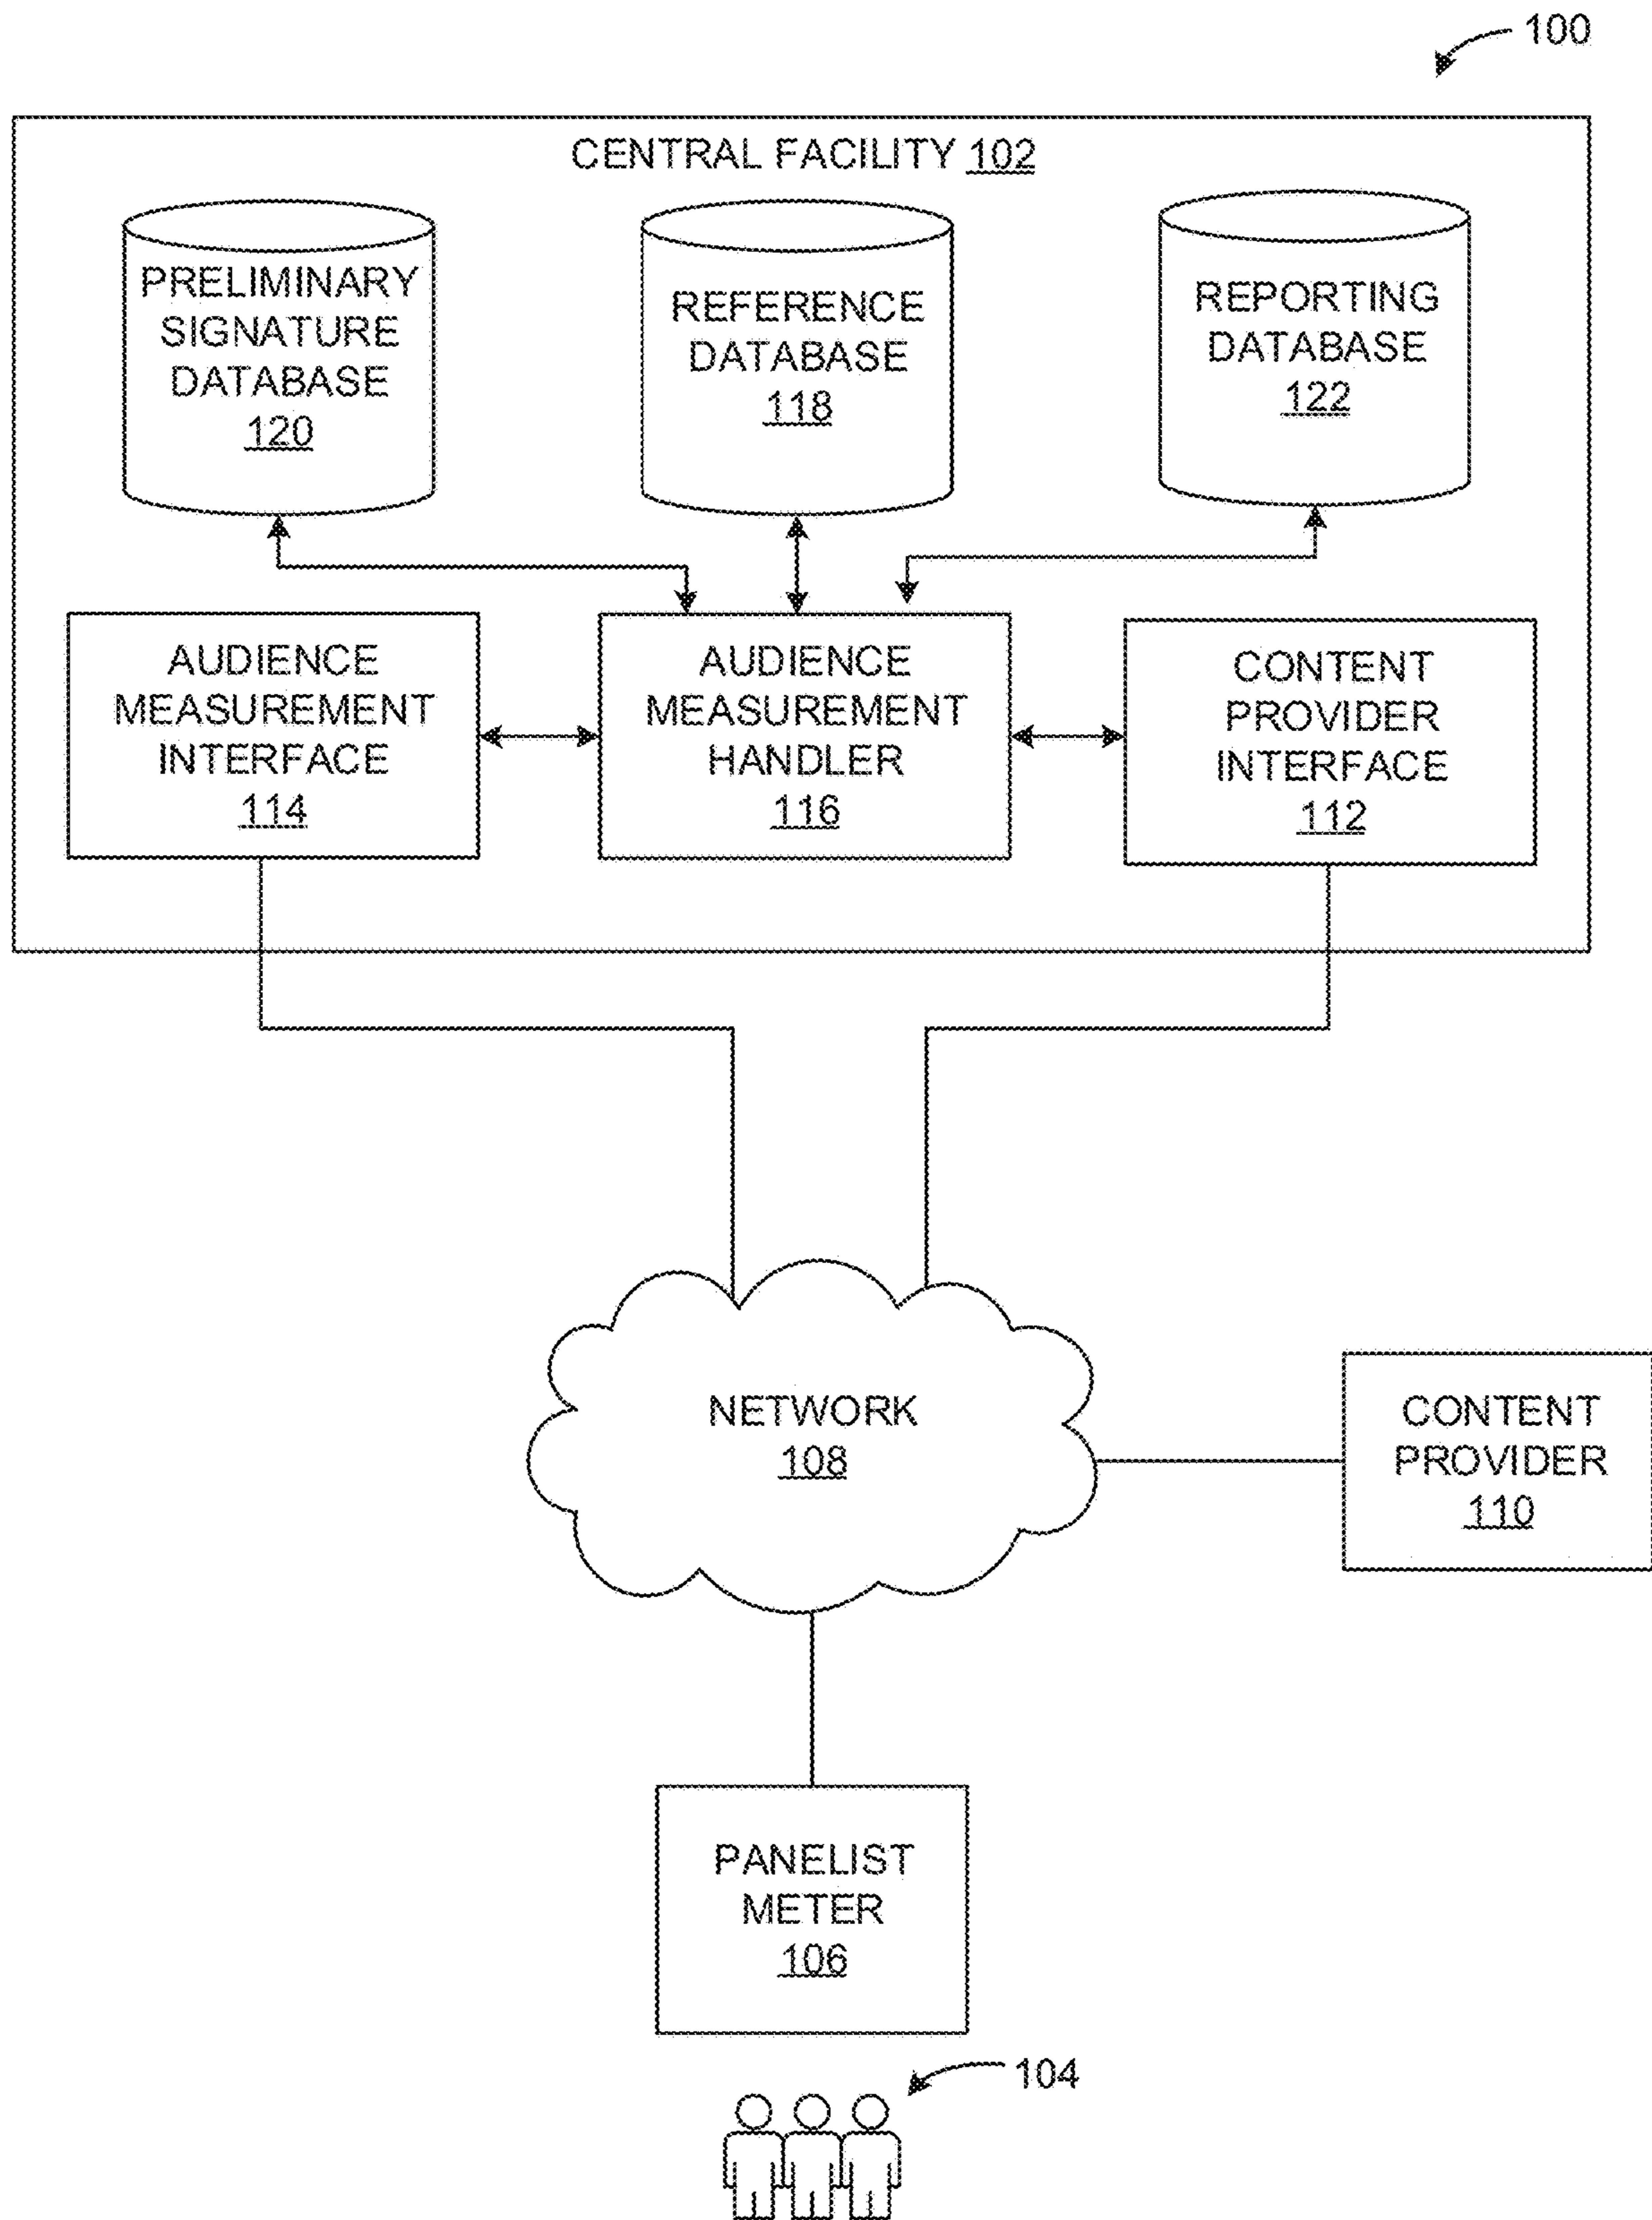 100
CENTRAL FACILITY 102
PRELIMINARY
SIGNATURE
DATABASE
120
REFERENCE
DATABASE
118
REPORTING
DATABASE
122
AUDIENCE
MEASUREMENT
INTERFACE
114
AUDIENCE
MEASUREMENT
HANDLER
116
CONTENT
PROVIDER
INTERFACE
112
NETWORK
108
CONTENT
PROVIDER
110
PANELIST
METER
106
104